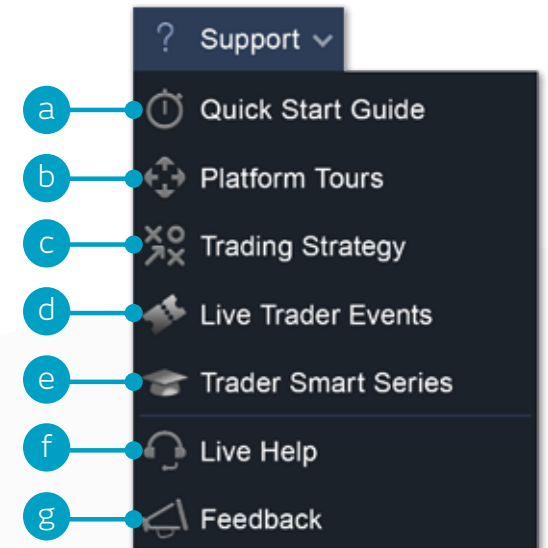 ? Support
a Quick Start Guide
b Platform Tours
c Trading Strategy
d Live Trader Events
e Trader Smart Series
f Live Help
g Feedback